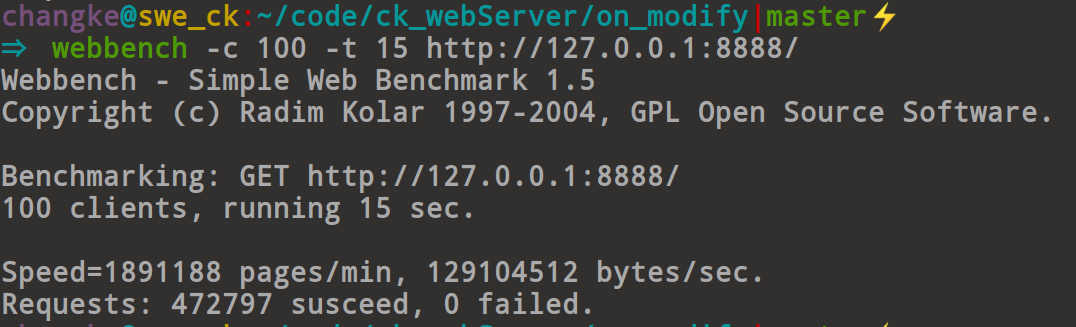 changke@swe_ck:~/code/ck_webServer/on_modify|master⚡
⇒  webbench -c 100 -t 15 http://127.0.0.1:8888/
Webbench - Simple Web Benchmark 1.5
Copyright (c) Radim Kolar 1997-2004, GPL Open Source Software.
Benchmarking: GET http://127.0.0.1:8888/
100 clients, running 15 sec.
Speed=1891188 pages/min, 129104512 bytes/sec.
Requests: 472797 susceed, 0 failed.